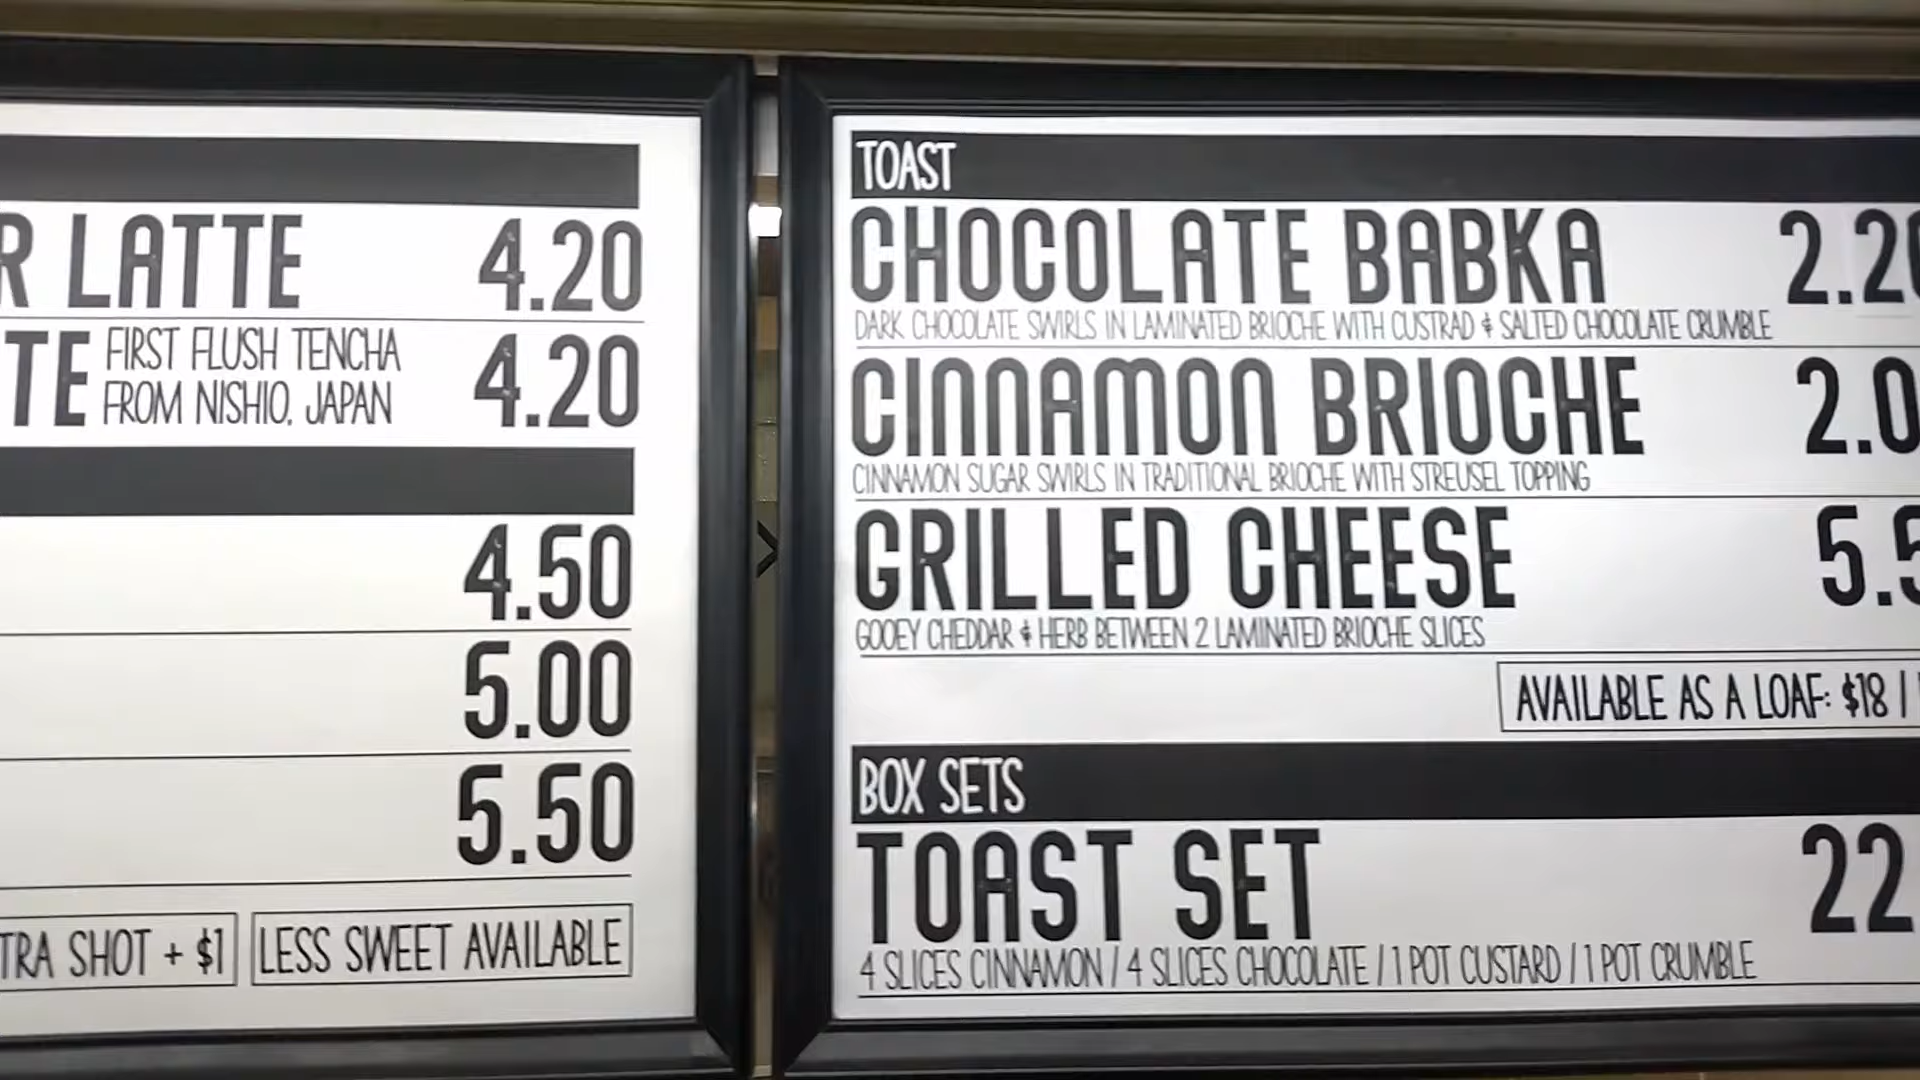 R LATTE 4.20
TE FIRST FLUSH TENCHA
FROM NISHIO, JAPAN 4.20
4.50
5.00
5.50
TRA SHOT + $1 LESS SWEET AVAILABLE
TOAST
CHOCOLATE BABKA 2.20
DARK CHOCOLATE SWIRLS IN LAMINATED BRIOCHE WITH CUSTRAD & SALTED CHOCOLATE CRUMBLE
CINNAMON BRIOCHE 2.0
CINNAMON SUGAR SWIRLS IN TRADITIONAL BRIOCHE WITH STREUSEL TOPPING
GRILLED CHEESE 5.5
GOOEY CHEDDAR & HERB BETWEEN 2 LAMINATED BRIOCHE SLICES
AVAILABLE AS A LOAF: $18 /
BOX SETS
TOAST SET 22
4 SLICES CINNAMON / 4 SLICES CHOCOLATE / 1 POT CUSTARD / 1 POT CRUMBLE